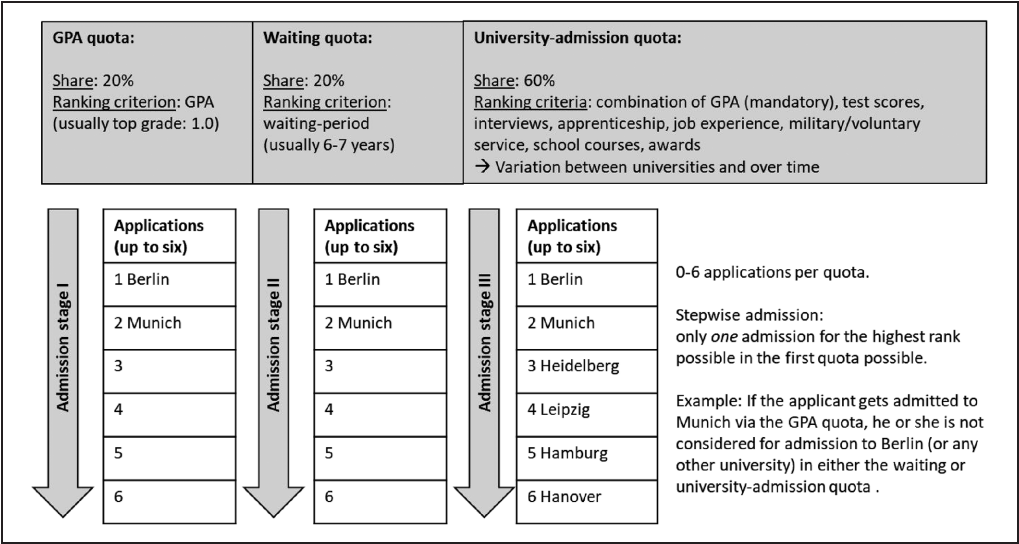 GPA quota:
Share: 20%
Ranking criterion: GPA
(usually top grade: 1.0)
Waiting quota:
Share: 20%
Ranking criterion:
waiting-period
(usually 6-7 years)
University-admission quota:
Share: 60%
Ranking criteria: combination of GPA (mandatory), test scores,
interviews, apprenticeship, job experience, military/voluntary
service, school courses, awards
→ Variation between universities and over time
Admission stage I
Applications
(up to six)
1 Berlin
2 Munich
3
4
5
6
Admission stage II
Applications
(up to six)
1 Berlin
2 Munich
3
4
5
6
Admission stage III
Applications
(up to six)
1 Berlin
2 Munich
3 Heidelberg
4 Leipzig
5 Hamburg
6 Hanover
0-6 applications per quota.
Stepwise admission:
only one admission for the highest rank
possible in the first quota possible.
Example: If the applicant gets admitted to
Munich via the GPA quota, he or she is not
considered for admission to Berlin (or any
other university) in either the waiting or
university-admission quota .